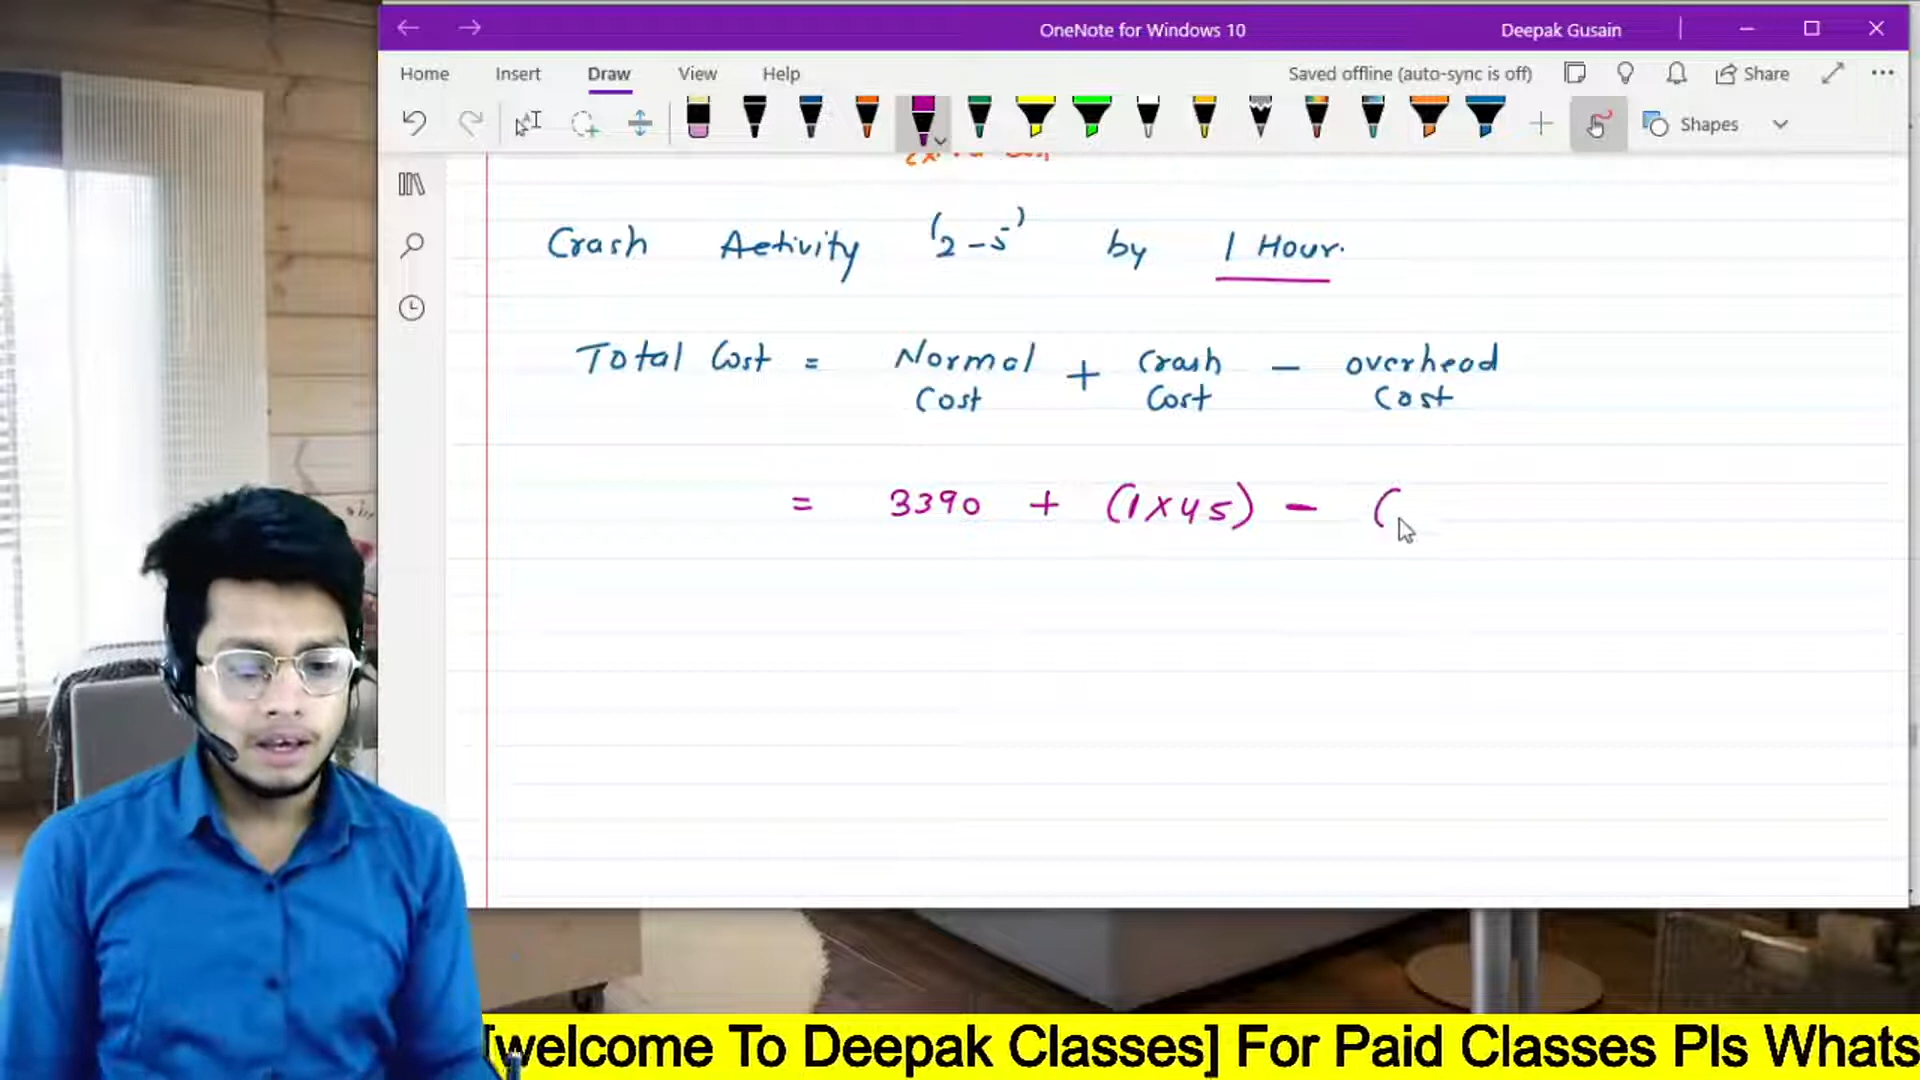 OneNote for Windows 10
Deepak Gusain
Home Insert Draw View Help
Saved offline (auto-sync is off) Share
Shapes
Crash Activity (2-5) by 1 Hour.
Total Cost = Normal Cost + Crash Cost - overhead Cost
= 3390 + (1x45) - (
[welcome To Deepak Classes] For Paid Classes Pls Whats